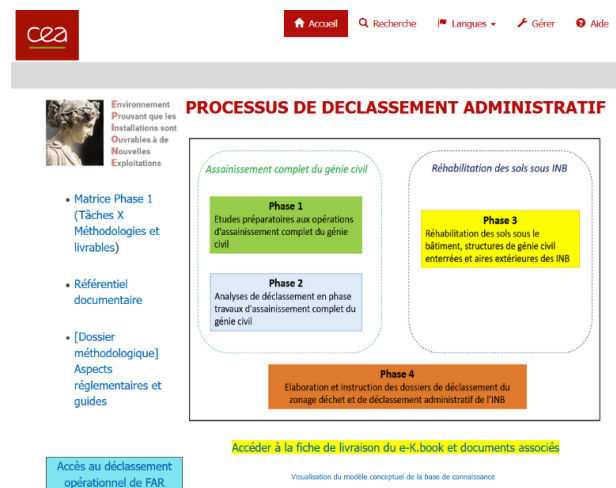 cea
Accueil
Recherche
Langues
Gérer
Aide
Environnement
Prouvant que les
Installations sont
Ouvrables à de
Nouvelles
Exploitations
PROCESSUS DE DECLASSEMENT ADMINISTRATIF
• Matrice Phase 1
(Tâches X
Méthodologies et
livrables)
• Référentiel
documentaire
• [Dossier
méthodologique]
Aspects
réglementaires et
guides
Accès au déclassement
opérationnel de FAR
Assainissement complet du génie civil
Phase 1
Etudes préparatoires aux opérations
d'assainissement complet du génie
civil
Phase 2
Analyses de déclassement en phase
travaux d'assainissement complet du
génie civil
Réhabilitation des sols sous INB
Phase 3
Réhabilitation des sols sous le
bâtiment, structures de génie civil
enterrées et aires extérieures des INB
Phase 4
Elaboration et instruction des dossiers de déclassement du
zonage déchet et de déclassement administratif de l'INB
Accéder à la fiche de livraison du e-K.book et documents associés
Visualisation du modèle conceptuel de la base de connaissance